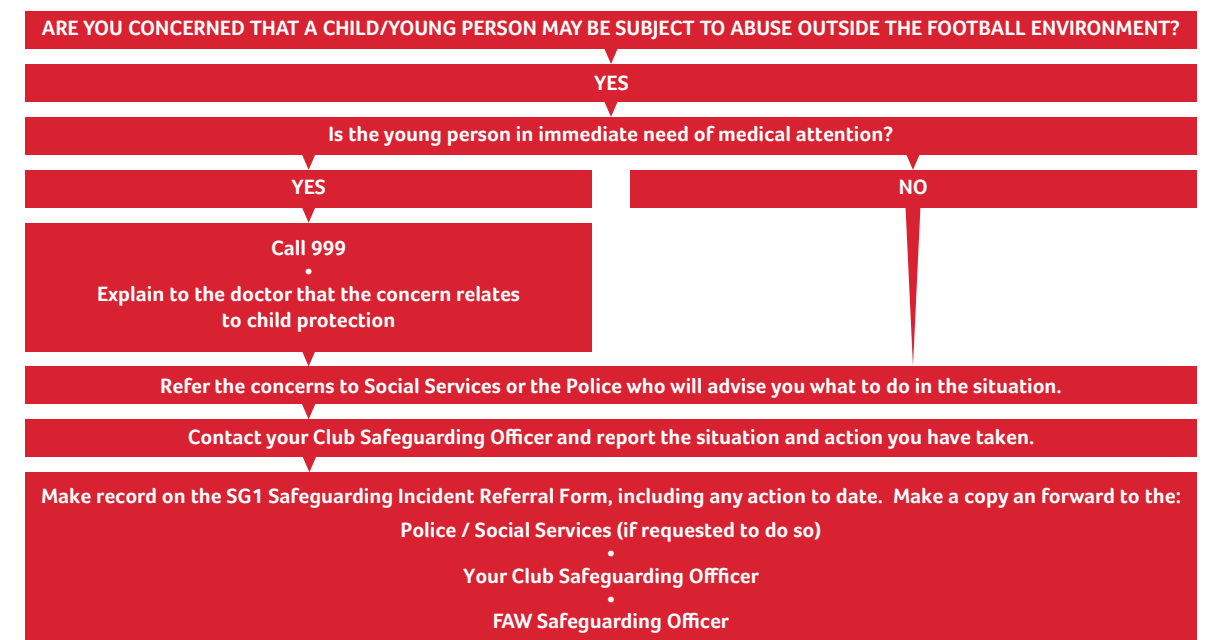 ARE YOU CONCERNED THAT A CHILD/YOUNG PERSON MAY BE SUBJECT TO ABUSE OUTSIDE THE FOOTBALL ENVIRONMENT?
YES
Is the young person in immediate need of medical attention?
YES
NO
Call 999
•
Explain to the doctor that the concern relates
to child protection
Refer the concerns to Social Services or the Police who will advise you what to do in the situation.
Contact your Club Safeguarding Officer and report the situation and action you have taken.
Make record on the SG1 Safeguarding Incident Referral Form, including any action to date.  Make a copy an forward to the:
Police / Social Services (if requested to do so)
•
Your Club Safeguarding Offficer
•
FAW Safeguarding Officer